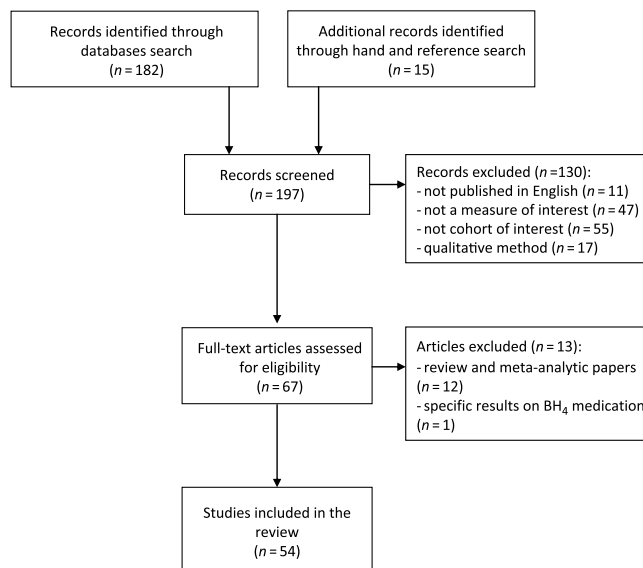 Records identified through
databases search
(n = 182)
Additional records identified
through hand and reference search
(n = 15)
Records screened
(n = 197)
Records excluded (n =130):
- not published in English (n = 11)
- not a measure of interest (n = 47)
- not cohort of interest (n = 55)
- qualitative method (n = 17)
Full-text articles assessed
for eligibility
(n = 67)
Articles excluded (n = 13):
- review and meta-analytic papers
(n = 12)
- specific results on BH₄ medication
(n = 1)
Studies included in the
review
(n = 54)